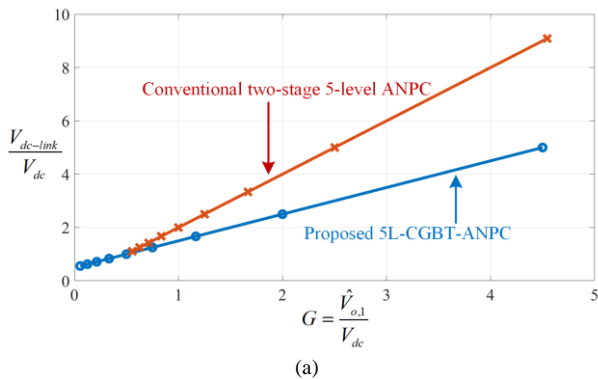 10
8
6
4
2
0
V_{dc-link}
V_{dc}
Conventional two-stage 5-level ANPC
Proposed 5L-CGBT-ANPC
0 1 2 3 4 5
G = \frac{\hat{V}_{o,1}}{V_{dc}}
(a)